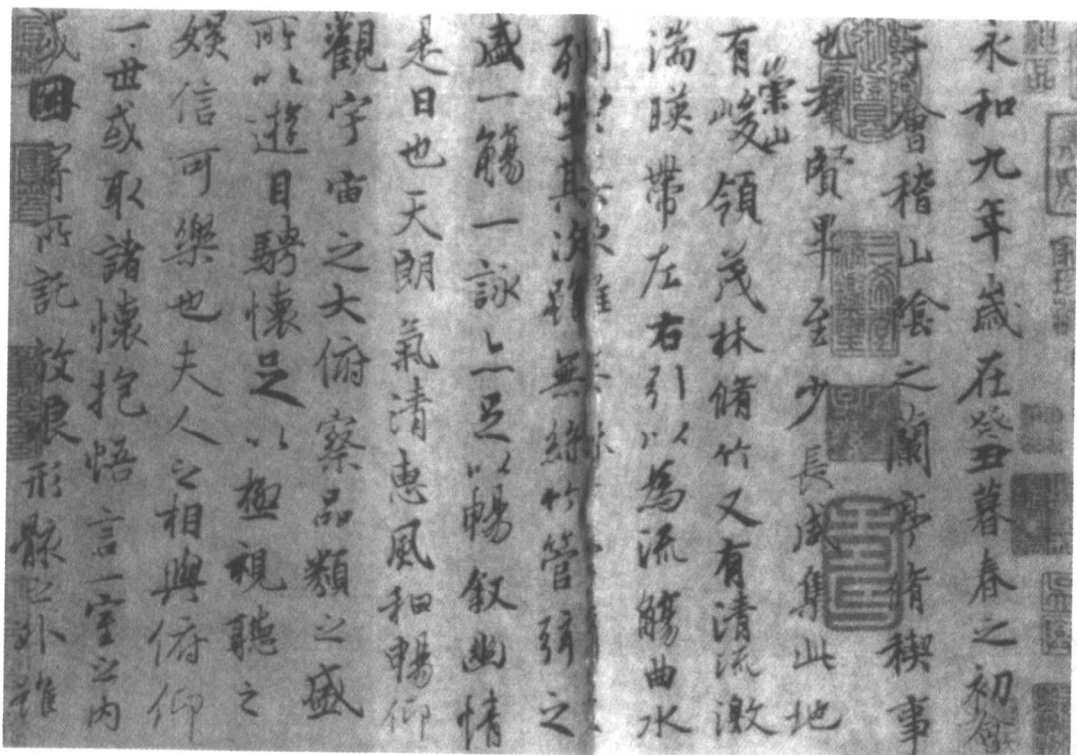 永和九年歲在癸丑暮春之初會
于會稽山陰之蘭亭脩稧事
也羣賢畢至少長咸集此地
有崇山峻領茂林脩竹又有清流激
湍暎帶左右引以為流觴曲水
列坐其次雖無絲竹管弦之
盛一觴一詠亦足以暢叙幽情
是日也天朗氣清惠風和暢仰
觀宇宙之大俯察品類之盛
所以遊目騁懷足以極視聽之
娛信可樂也夫人之相與俯仰
一世或取諸懷抱悟言一室之內
或因寄所託放浪形骸之外雖